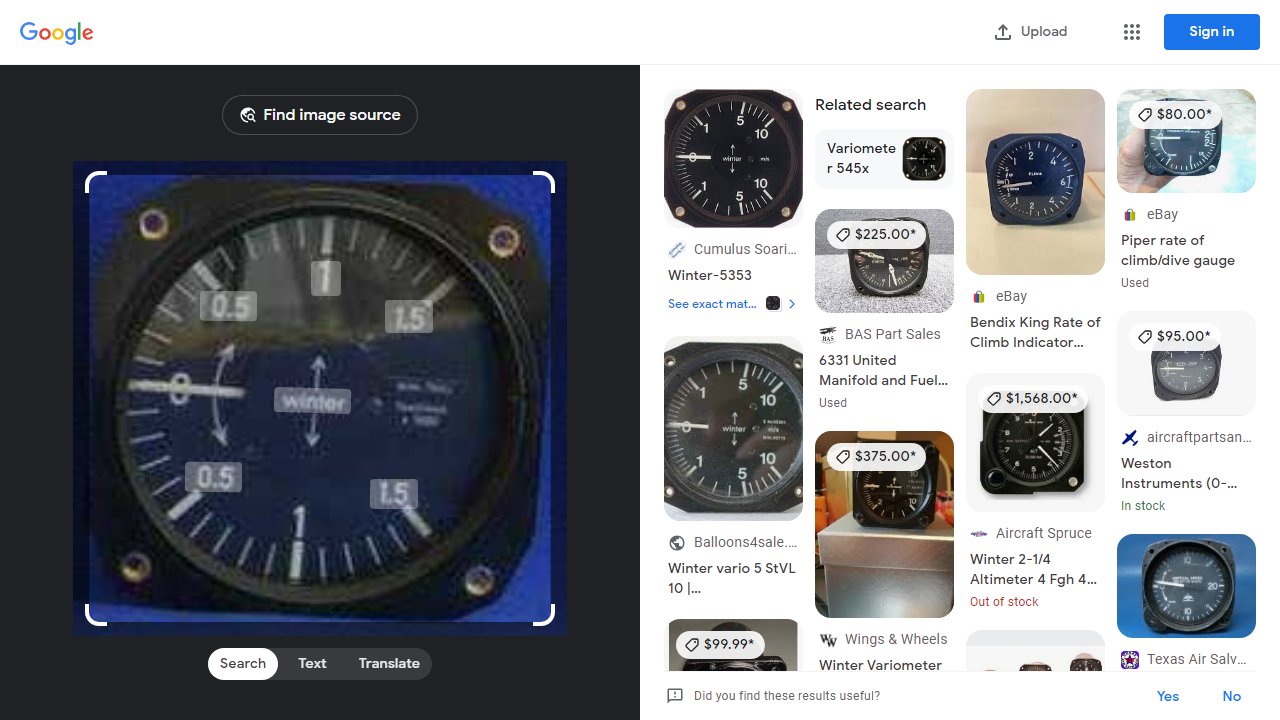 Google
Upload
Sign in
Find image source
0.5
1
1.5
0
winter
0.5
1
1.5
Search
Text
Translate
1
5
10
0
winter
m/s
1
5
10
Cumulus Soari...
Winter-5353
See exact mat...
1
5
10
0
winter
1
5
10
Balloons4sale....
Winter vario 5 StVL
10 |...
$99.99*
Related search
Variomete
r 545x
$225.00*
BAS Part Sales
6331 United
Manifold and Fuel...
Used
$375.00*
Wings & Wheels
Winter Variometer
eBay
Bendix King Rate of
Climb Indicator...
$1,568.00*
Aircraft Spruce
Winter 2-1/4
Altimeter 4 Fgh 4...
Out of stock
$80.00*
eBay
Piper rate of
climb/dive gauge
Used
$95.00*
aircraftpartsan...
Weston
Instruments (0-...
In stock
VERTICAL SPEED
10
20
10
Texas Air Salv...
Did you find these results useful?
Yes
No